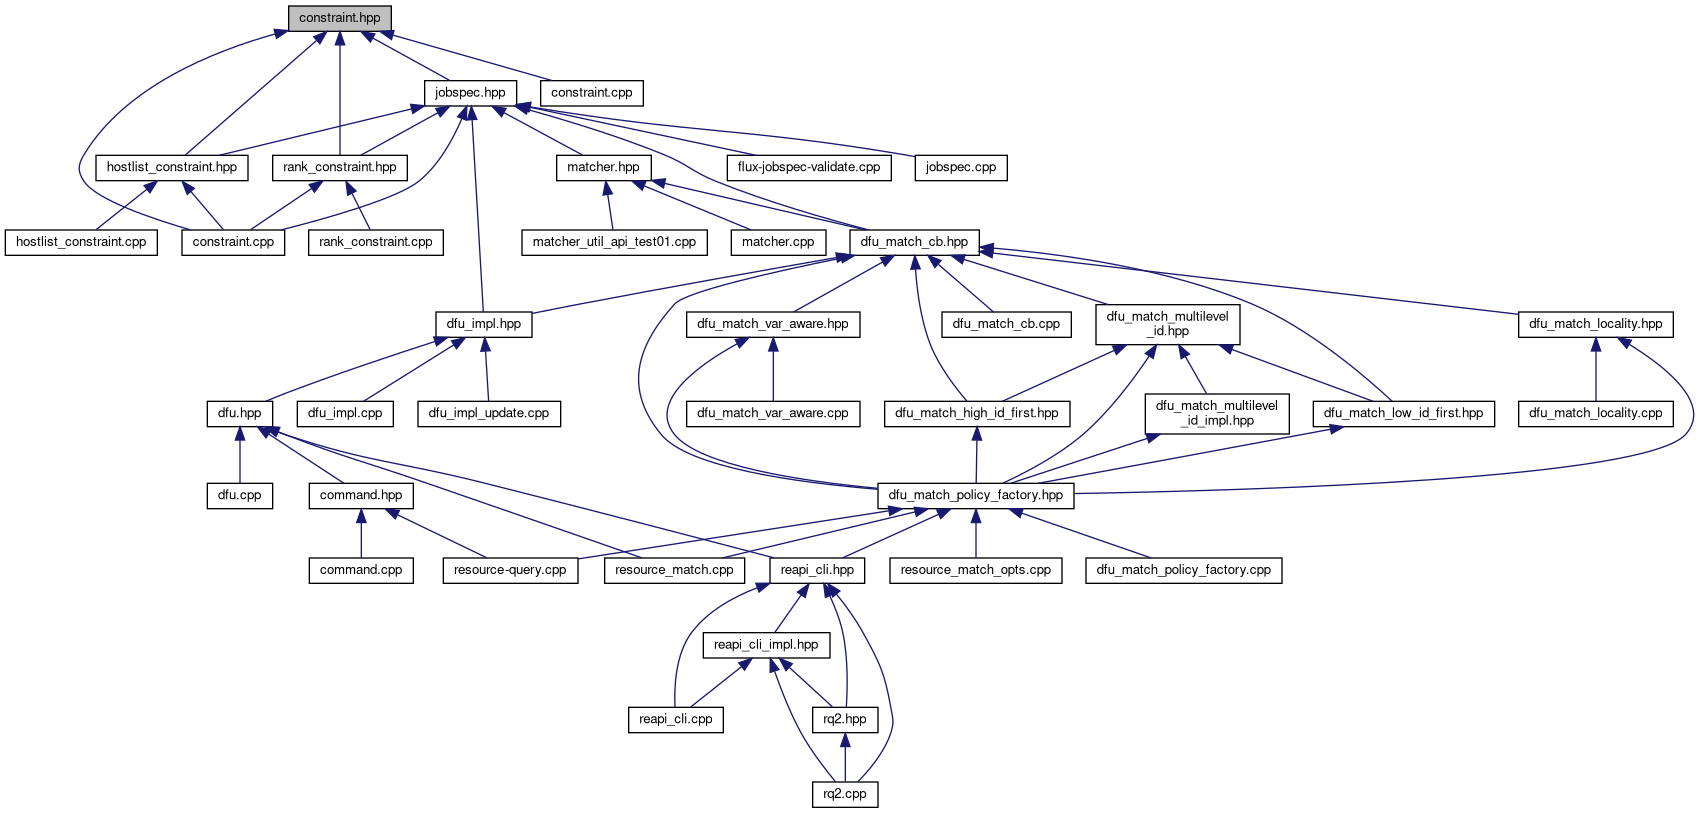 constraint.hpp
jobspec.hpp
constraint.cpp
hostlist_constraint.hpp
rank_constraint.hpp
matcher.hpp
flux-jobspec-validate.cpp
jobspec.cpp
hostlist_constraint.cpp
constraint.cpp
rank_constraint.cpp
matcher_util_api_test01.cpp
matcher.cpp
dfu_match_cb.hpp
dfu_impl.hpp
dfu_match_var_aware.hpp
dfu_match_cb.cpp
dfu_match_multilevel
_id.hpp
dfu_match_locality.hpp
dfu.hpp
dfu_impl.cpp
dfu_impl_update.cpp
dfu_match_var_aware.cpp
dfu_match_high_id_first.hpp
dfu_match_multilevel
_id_impl.hpp
dfu_match_low_id_first.hpp
dfu_match_locality.cpp
dfu.cpp
command.hpp
dfu_match_policy_factory.hpp
command.cpp
resource-query.cpp
resource_match.cpp
reapi_cli.hpp
resource_match_opts.cpp
dfu_match_policy_factory.cpp
reapi_cli_impl.hpp
reapi_cli.cpp
rq2.hpp
rq2.cpp